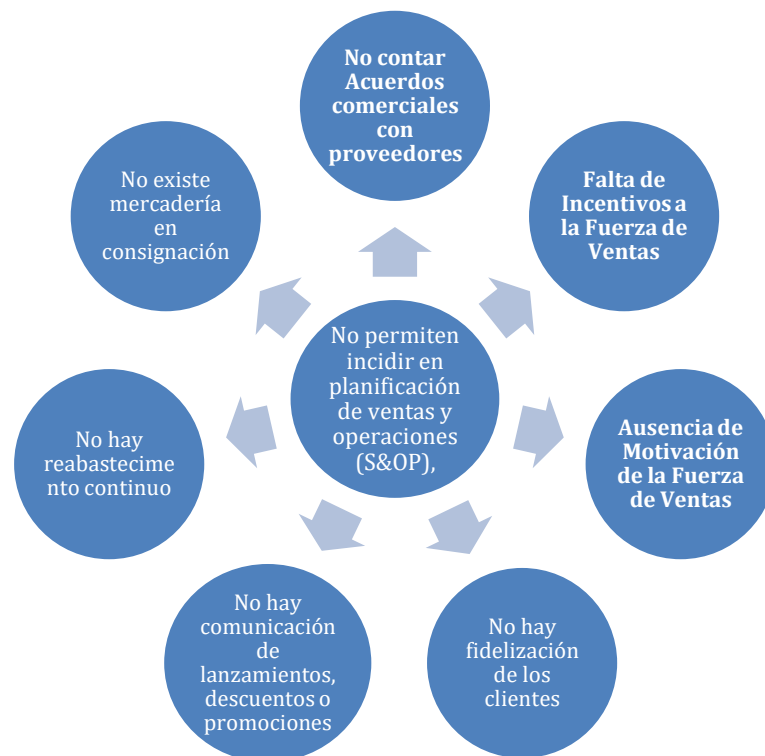 No contar
Acuerdos
comerciales
con
proveedores
Falta de
Incentivos a
la Fuerza de
Ventas
Ausencia de
Motivación
de la Fuerza
de Ventas
No hay
fidelización
de los
clientes
No hay
comunicación
de
lanzamientos,
descuentos o
promociones
No hay
reabastecime
nto continuo
No existe
mercadería
en
consignación
No permiten
incidir en
planificación
de ventas y
operaciones
(S&OP),